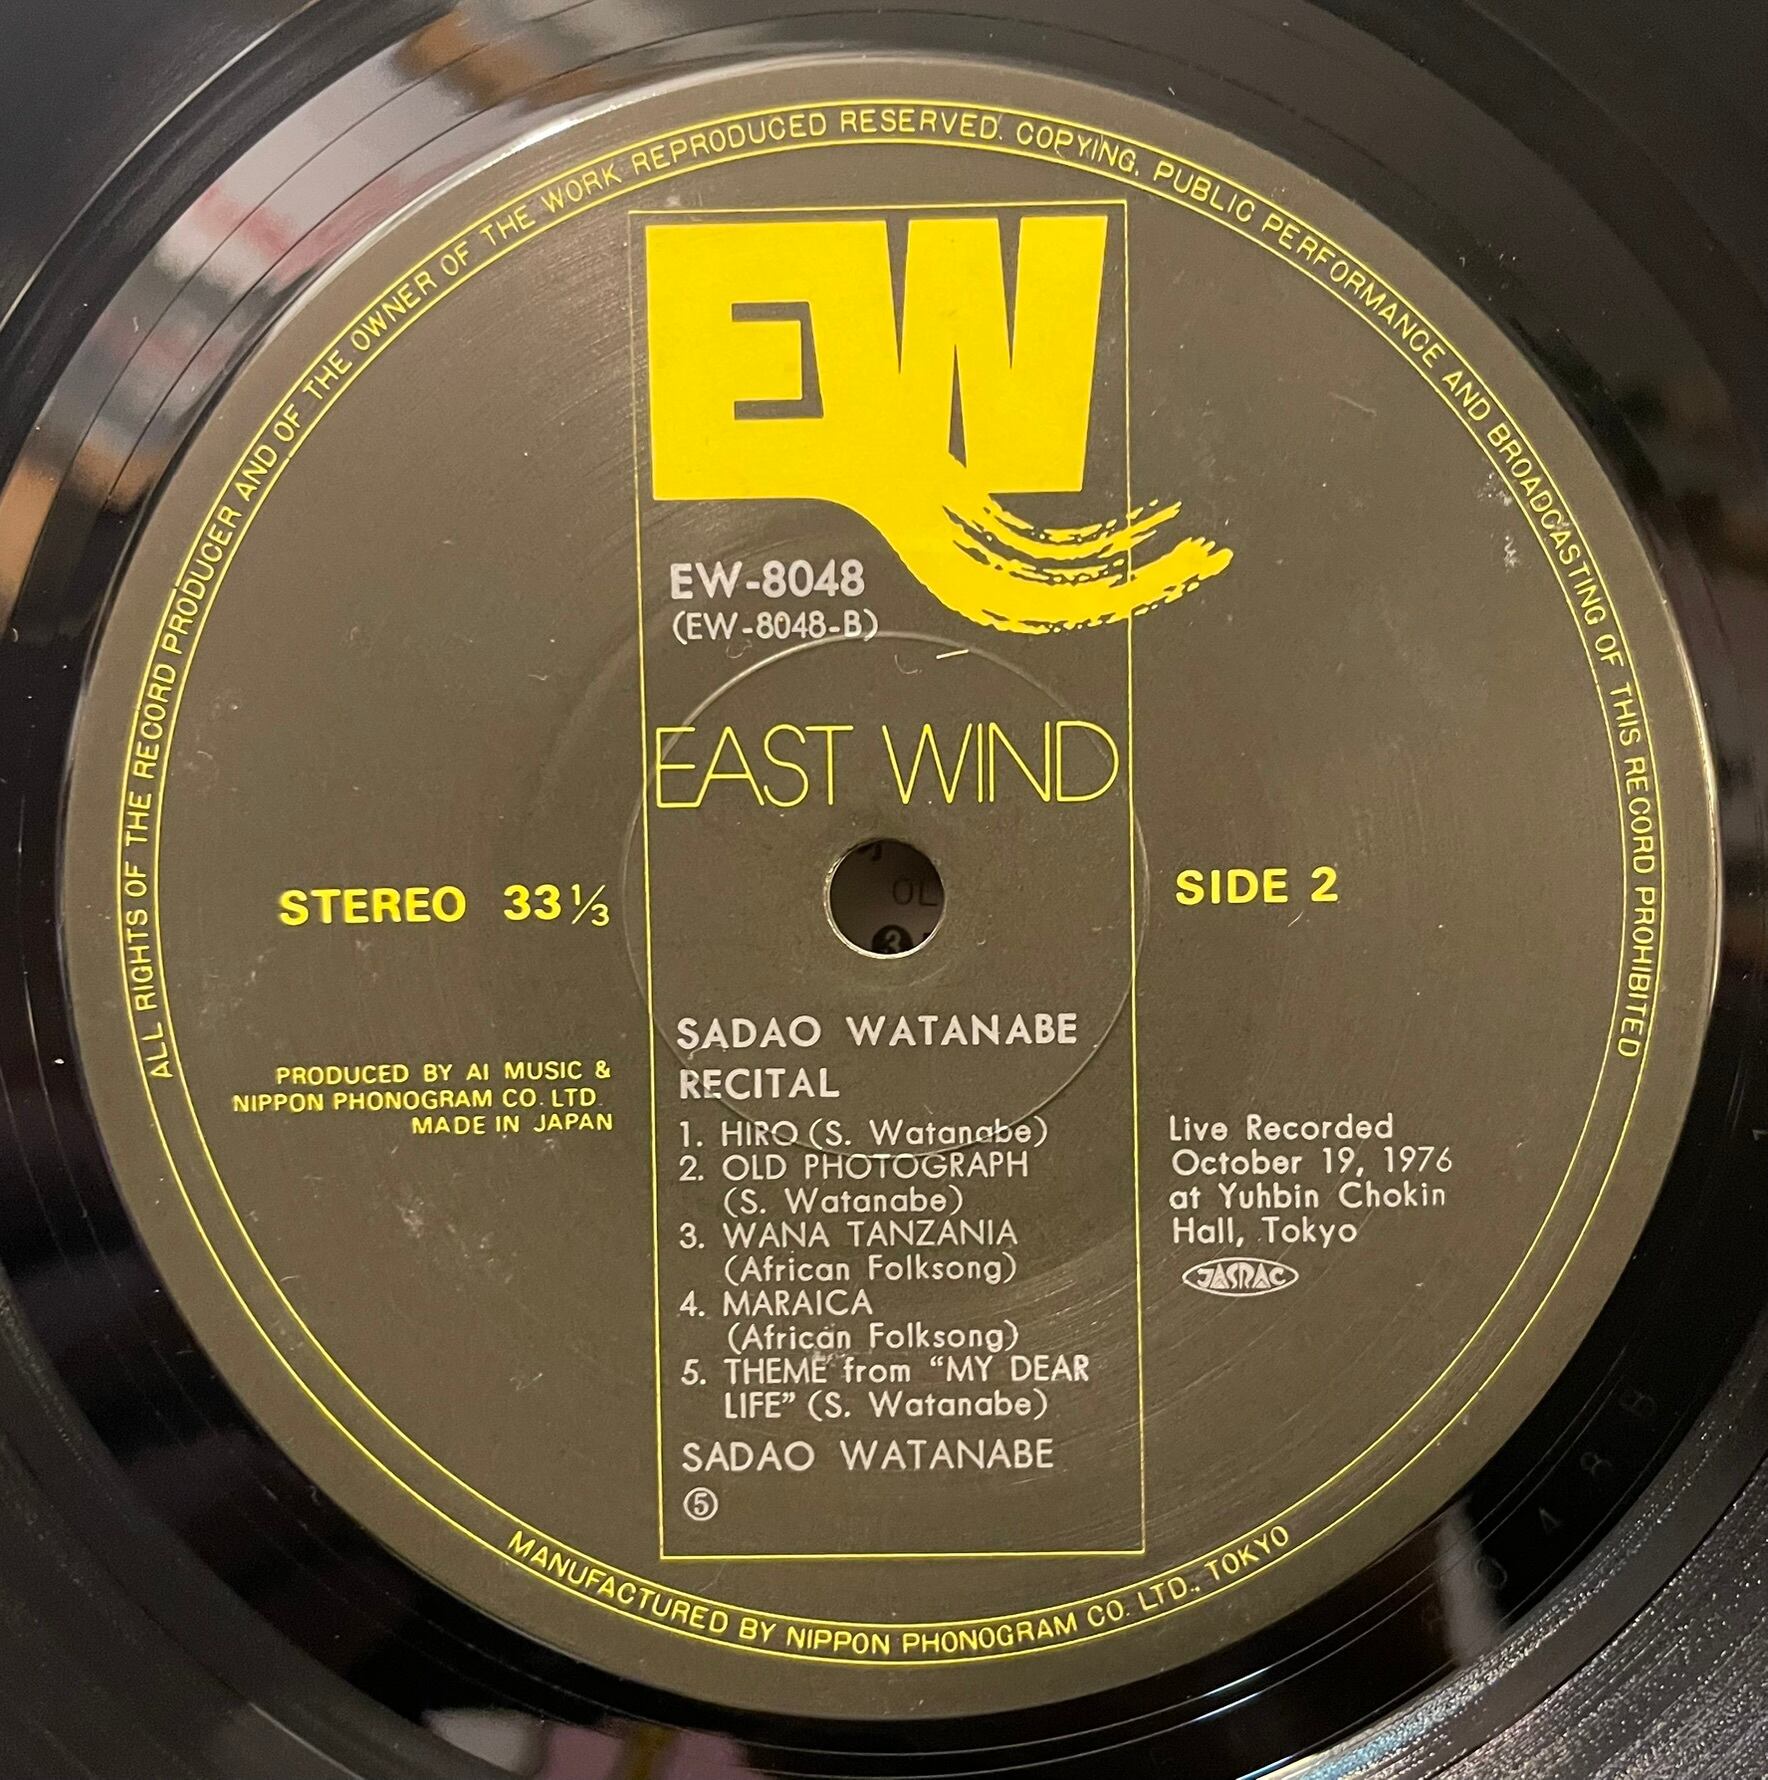 ALL RIGHTS OF THE RECORD PRODUCER AND OF THE OWNER OF THE WORK REPRODUCED RESERVED. COPYING, PUBLIC PERFORMANCE AND BROADCASTING OF THIS RECORD PROHIBITED
EW
EW-8048
(EW-8048-B)
EAST WIND
STEREO 33 1/3
SIDE 2
OL
3
PRODUCED BY AI MUSIC &
NIPPON PHONOGRAM CO. LTD.
MADE IN JAPAN
SADAO WATANABE
RECITAL
1. HIRO (S. Watanabe)
2. OLD PHOTOGRAPH
(S. Watanabe)
3. WANA TANZANIA
(African Folksong)
4. MARAICA
(African Folksong)
5. THEME from “MY DEAR
LIFE” (S. Watanabe)
SADAO WATANABE
⑤
Live Recorded
October 19, 1976
at Yuhbin Chokin
Hall, Tokyo
JASRAC
MANUFACTURED BY NIPPON PHONOGRAM CO. LTD., TOKYO